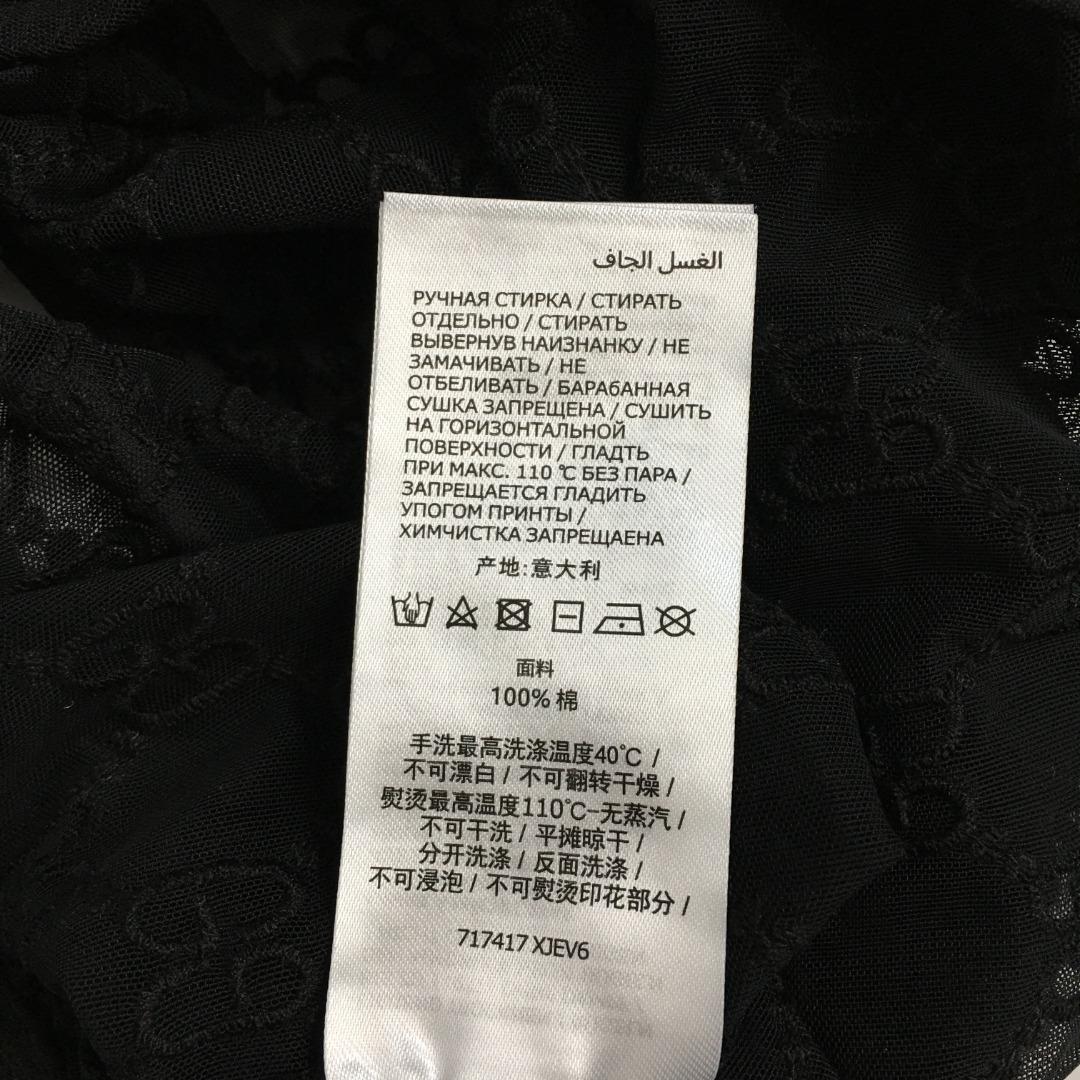 الغسل الجاف
РУЧНАЯ СТИРКА / СТИРАТЬ
ОТДЕЛЬНО / СТИРАТЬ
ВЫВЕРНУВ НАИЗНАНКУ / НЕ
ЗАМАЧИВАТЬ / НЕ
ОТБЕЛИВАТЬ / БАРАбАННАЯ
СУШКА ЗАПРЕЩЕНА / СУШИТЬ
НА ГОРИЗОНТАЛЬНОЙ
ПОВЕРХНОСТИ / ГЛАДТЬ
ПРИ МАКС. 110 ℃ БЕЗ ПАРА /
ЗАПРЕЩАЕТСЯ ГЛАДИТЬ
УПОГОМ ПРИНТЫ /
ХИМЧИСТКА ЗАПРЕЩАЕНА
产地:意大利
面料
100% 棉
手洗最高洗涤温度40℃ /
不可漂白 / 不可翻转干燥 /
熨烫最高温度110℃-无蒸汽 /
不可干洗 / 平摊晾干 /
分开洗涤 / 反面洗涤 /
不可浸泡 / 不可熨烫印花部分 /
717417 XJEV6